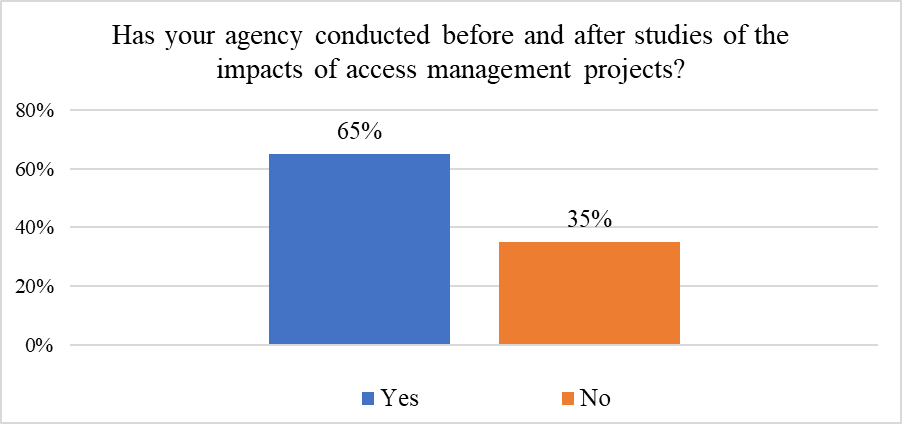 Has your agency conducted before and after studies of the
impacts of access management projects?
80%
65%
60%
35%
40%
20%
0%
Yes No